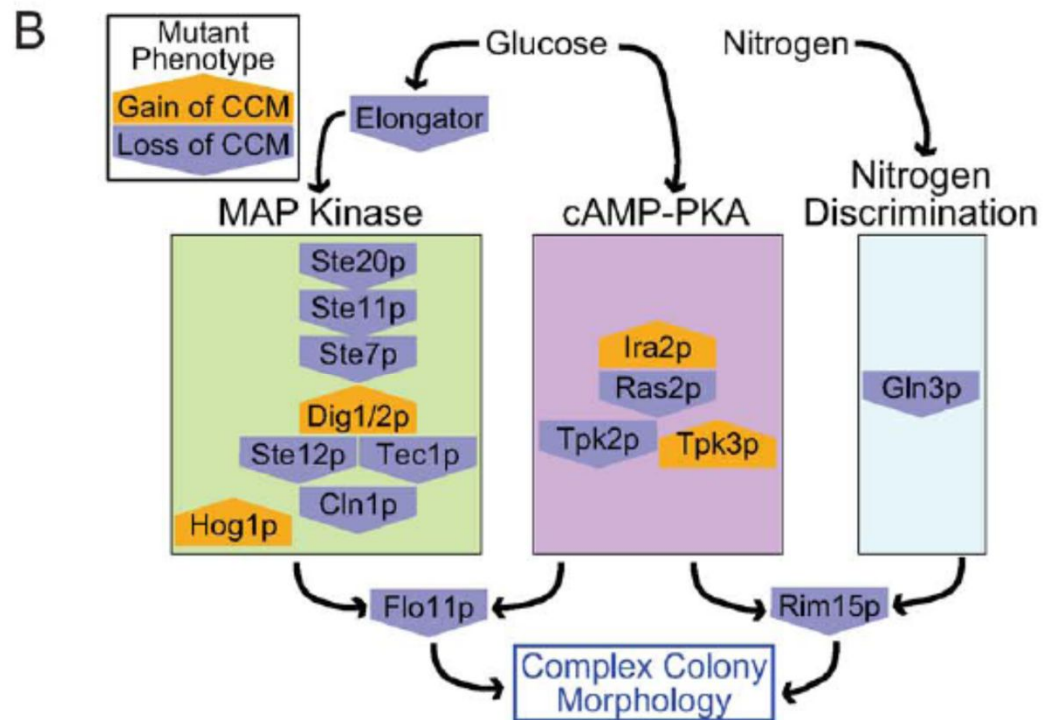 B
Mutant
Phenotype
Gain of CCM
Loss of CCM
Glucose
Nitrogen
Elongator
MAP Kinase
cAMP-PKA
Nitrogen
Discrimination
Ste20p
Ste11p
Ste7p
Dig1/2p
Ste12p
Tec1p
Cln1p
Hog1p
Ira2p
Ras2p
Tpk2p
Tpk3p
Gln3p
Flo11p
Rim15p
Complex Colony
Morphology